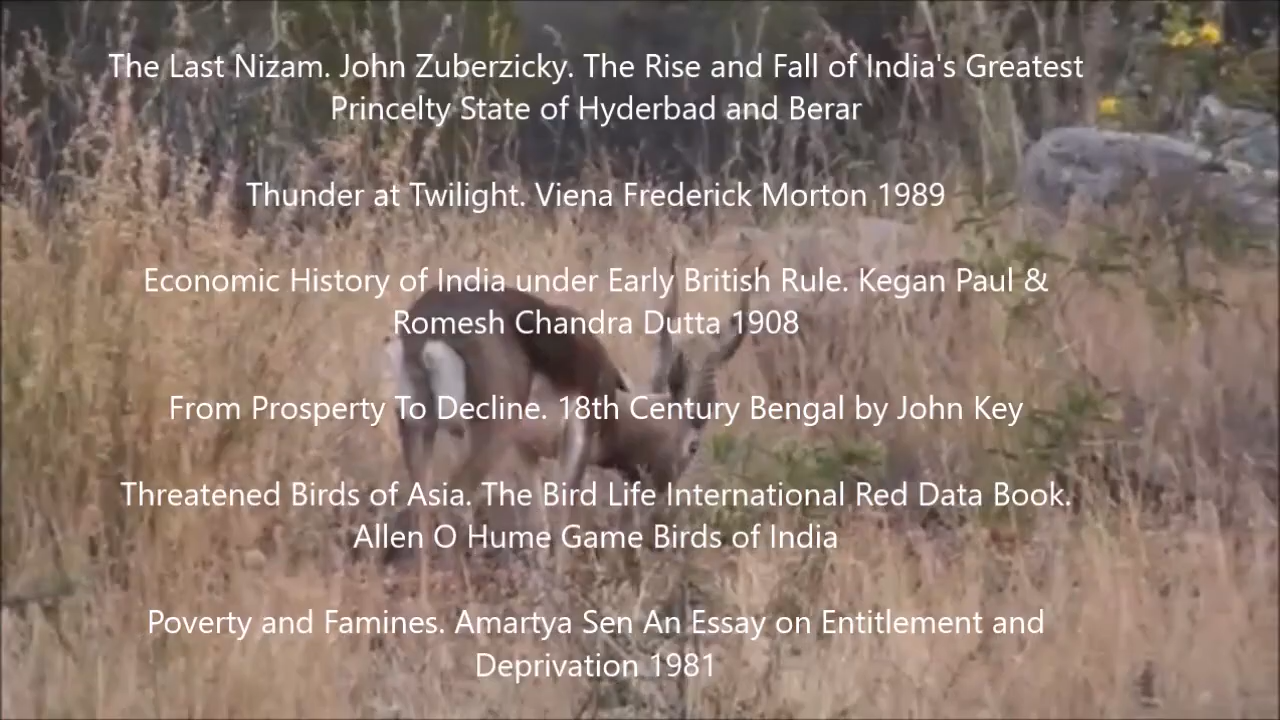 The Last Nizam. John Zuberzicky. The Rise and Fall of India's Greatest
Princelty State of Hyderbad and Berar
Thunder at Twilight. Viena Frederick Morton 1989
Economic History of India under Early British Rule. Kegan Paul &
Romesh Chandra Dutta 1908
From Prosperty To Decline. 18th Century Bengal by John Key
Threatened Birds of Asia. The Bird Life International Red Data Book.
Allen O Hume Game Birds of India
Poverty and Famines. Amartya Sen An Essay on Entitlement and
Deprivation 1981